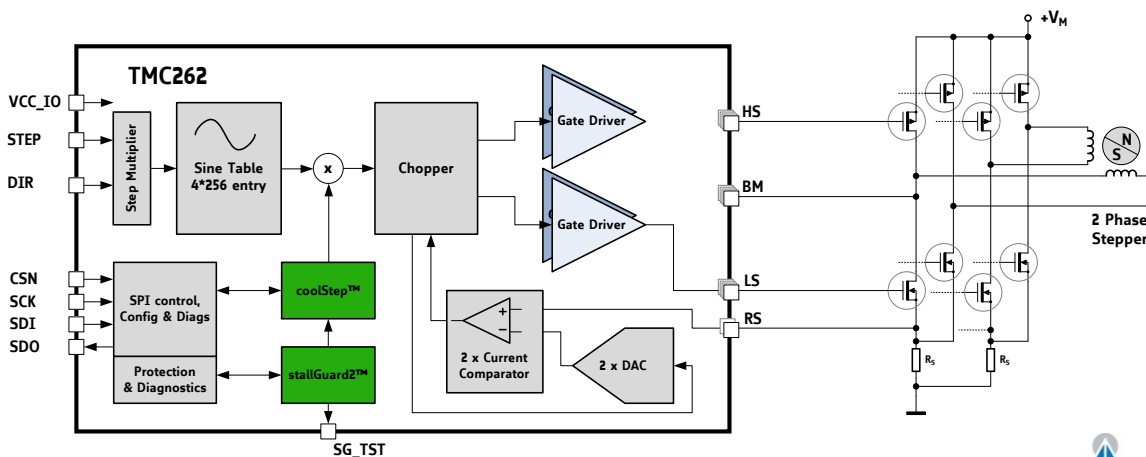 +VM
TMC262
VCC_IO
STEP
DIR
Step Multiplier
Sine Table
4*256 entry
x
Chopper
Gate Driver
Gate Driver
HS
BM
LS
RS
N
S
2 Phase
Stepper
CSN
SCK
SDI
SDO
SPI control,
Config & Diags
Protection
& Diagnostics
coolStep™
stallGuard2™
+
−
2 x Current
Comparator
2 x DAC
RS
RS
SG_TST